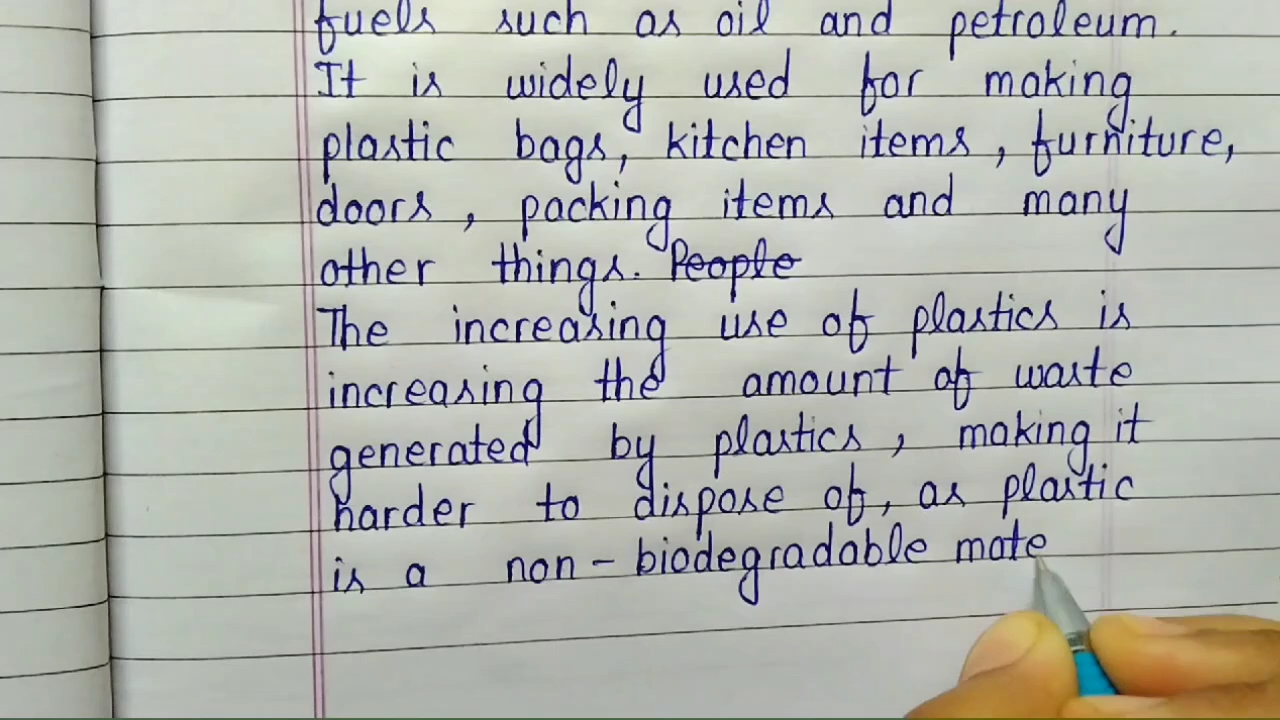 fuels such as oil and petroleum.
It is widely used for making
plastic bags, kitchen items, furniture,
doors, packing items and many
other things. People
The increasing use of plastics is
increasing the amount of waste
generated by plastics, making it
harder to dispose of, as plastic
is a non-biodegradable mate